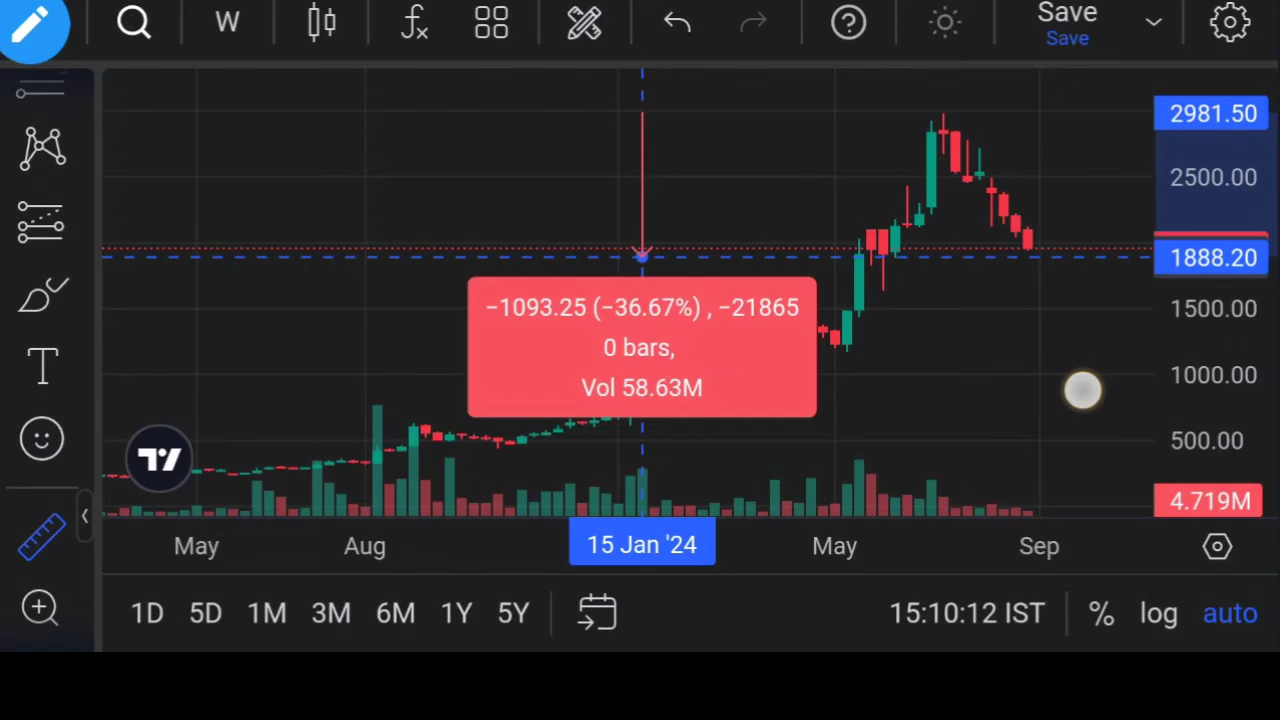 W
Save
Save
2981.50
2500.00
1888.20
1500.00
1000.00
500.00
4.719M
−1093.25 (−36.67%) , −21865
0 bars,
Vol 58.63M
May
Aug
15 Jan '24
May
Sep
1D 5D 1M 3M 6M 1Y 5Y
15:10:12 IST
% log auto